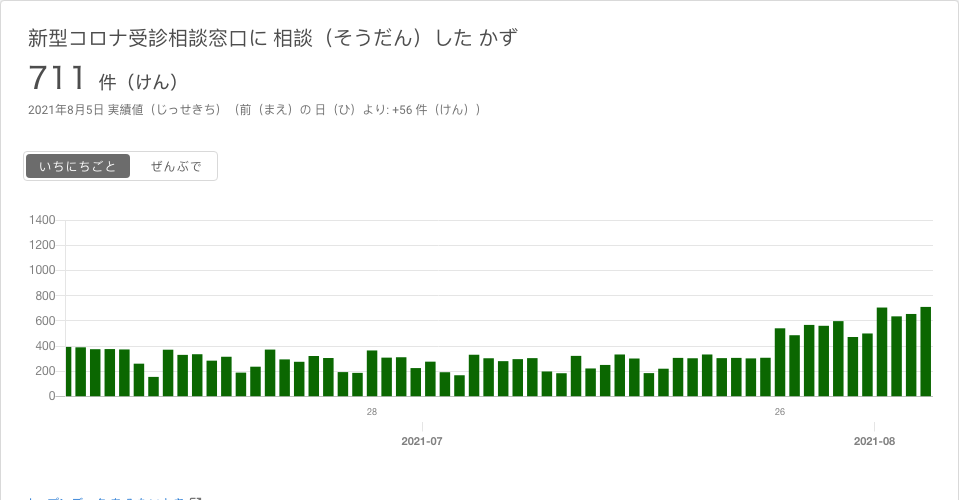 新型コロナ受診相談窓口に 相談（そうだん）した かず
711 件（けん）
2021年8月5日 実績値（じっせきち）（前（まえ）の 日（ひ）より: +56 件（けん））
いちにちごと ぜんぶで
1400
1200
1000
800
600
400
200
0
28 26
2021-07 2021-08